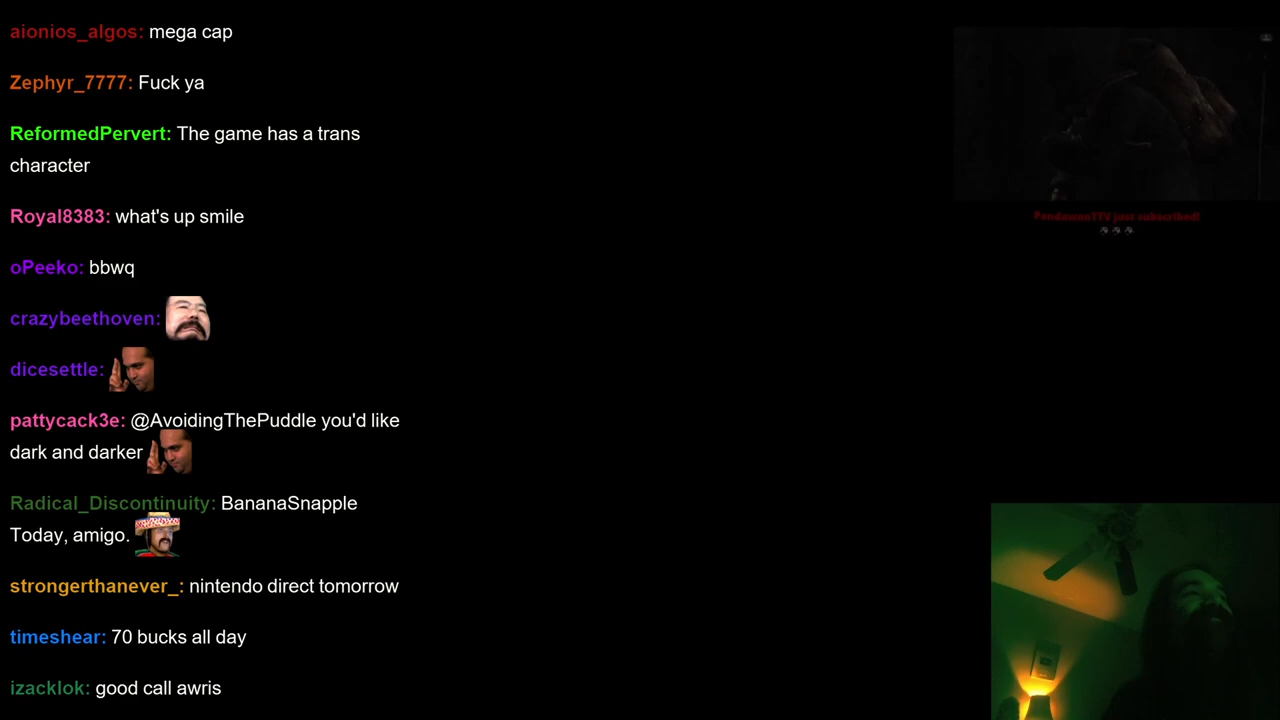 aionios_algos: mega cap
Zephyr_7777: Fuck ya
ReformedPervert: The game has a trans
character
Royal8383: what's up smile
oPeeko: bbwq
crazybeethoven:
dicesettle:
pattycack3e: @AvoidingThePuddle you'd like
dark and darker
Radical_Discontinuity: BananaSnapple
Today, amigo.
strongerthanever_: nintendo direct tomorrow
timeshear: 70 bucks all day
izacklok: good call awris
just subscribed!